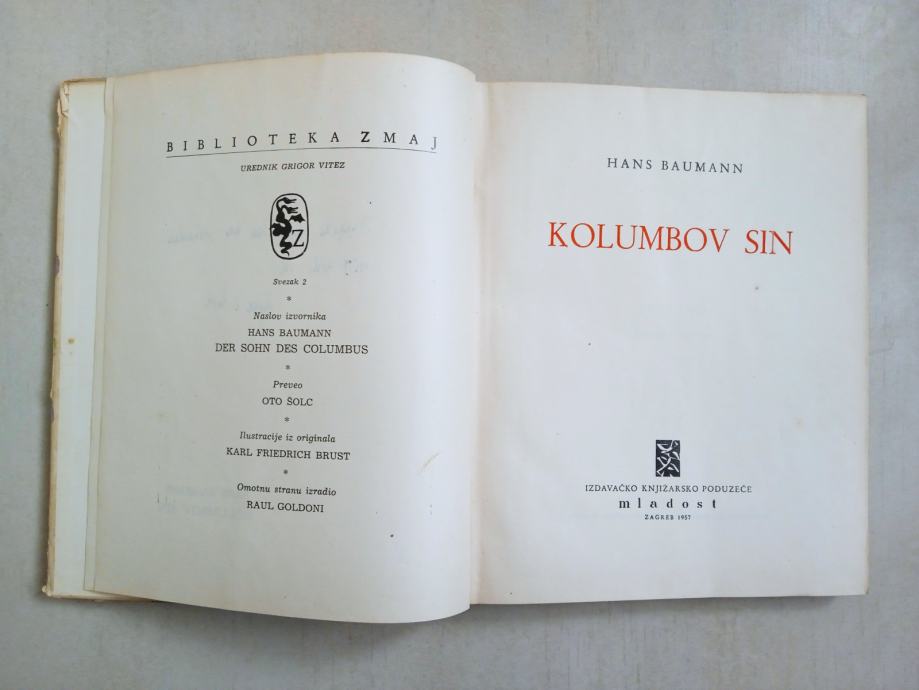 BIBLIOTEKA ZMAJ
UREDNIK GRIGOR VITEZ
Z
Svezak 2
*
Naslov izvornika
HANS BAUMANN
DER SOHN DES COLUMBUS
*
Preveo
OTO ŠOLC
*
Ilustracije iz originala
KARL FRIEDRICH BRUST
*
Omotnu stranu izradio
RAUL GOLDONI
HANS BAUMANN
KOLUMBOV SIN
IZDAVAČKO KNJIŽARSKO PODUZEĆE
mladost
ZAGREB 1957